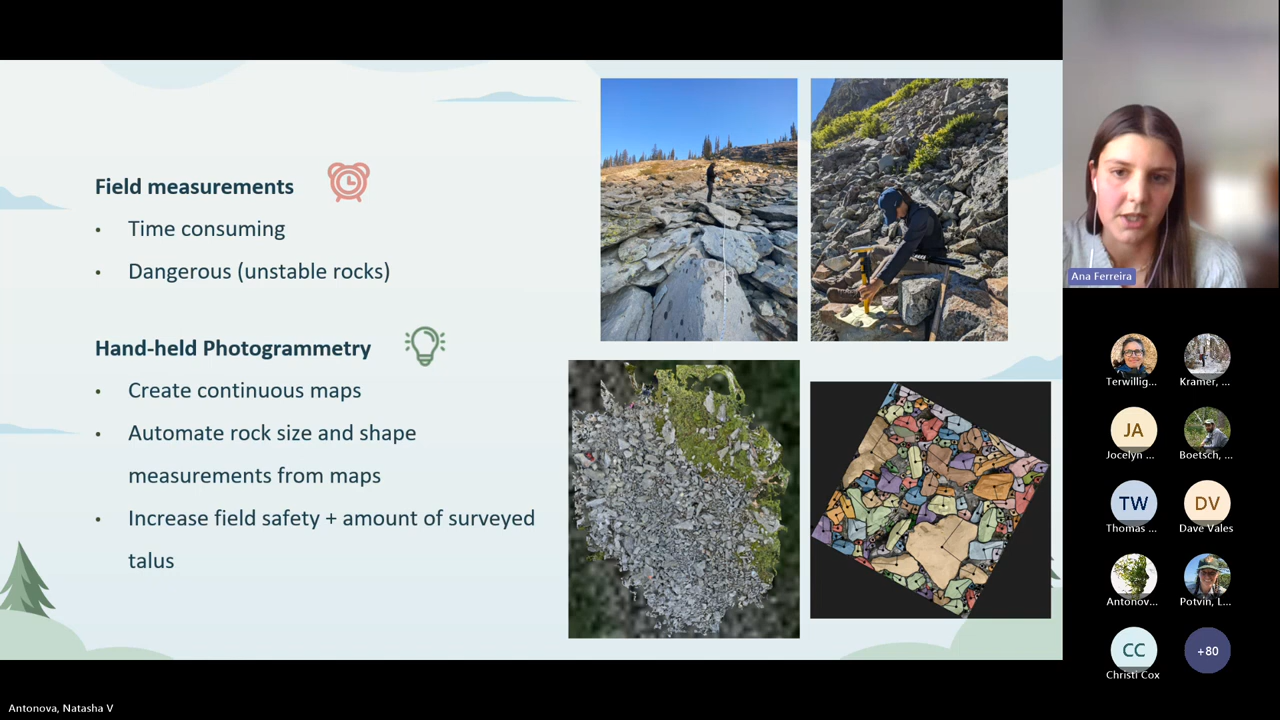 Field measurements
• Time consuming
• Dangerous (unstable rocks)
Hand-held Photogrammetry
• Create continuous maps
• Automate rock size and shape
measurements from maps
• Increase field safety + amount of surveyed
talus
Ana Ferreira
Terwillig...
Kramer, ...
JA
Jocelyn ...
Boetsch, ...
TW
Thomas ...
DV
Dave Vales
Antonov...
Potvin, L...
CC
Christi Cox
+80
Antonova, Natasha V